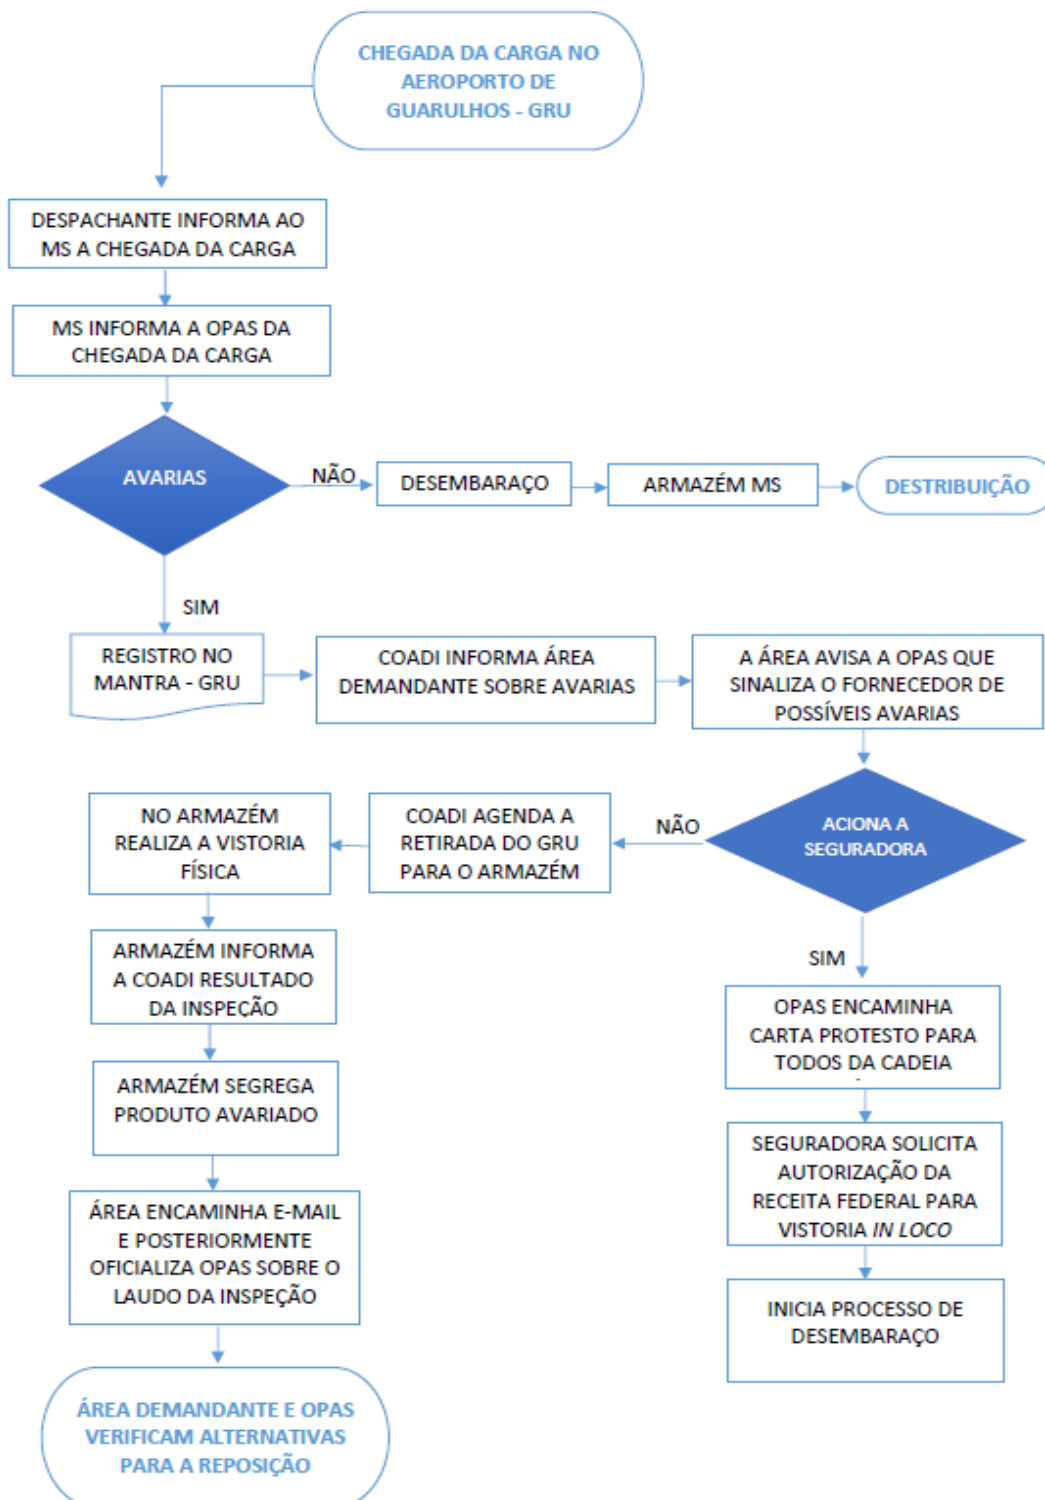 CHEGADA DA CARGA NO
AEROPORTO DE
GUARULHOS - GRU
DESPACHANTE INFORMA AO
MS A CHEGADA DA CARGA
MS INFORMA A OPAS DA
CHEGADA DA CARGA
AVARIAS
NÃO
DESEMBARAÇO
ARMAZÉM MS
DESTRIBUIÇÃO
SIM
REGISTRO NO
MANTRA - GRU
COADI INFORMA ÁREA
DEMANDANTE SOBRE AVARIAS
A ÁREA AVISA A OPAS QUE
SINALIZA O FORNECEDOR DE
POSSÍVEIS AVARIAS
ACIONA A
SEGURADORA
NÃO
COADI AGENDA A
RETIRADA DO GRU
PARA O ARMAZÉM
NO ARMAZÉM
REALIZA A VISTORIA
FÍSICA
ARMAZÉM INFORMA
A COADI RESULTADO
DA INSPEÇÃO
ARMAZÉM SEGREGA
PRODUTO AVARIADO
ÁREA ENCAMINHA E-MAIL
E POSTERIORMENTE
OFICIALIZA OPAS SOBRE O
LAUDO DA INSPEÇÃO
ÁREA DEMANDANTE E OPAS
VERIFICAM ALTERNATIVAS
PARA A REPOSIÇÃO
SIM
OPAS ENCAMINHA
CARTA PROTESTO PARA
TODOS DA CADEIA
SEGURADORA SOLICITA
AUTORIZAÇÃO DA
RECEITA FEDERAL PARA
VISTORIA IN LOCO
INICIA PROCESSO DE
DESEMBARAÇO